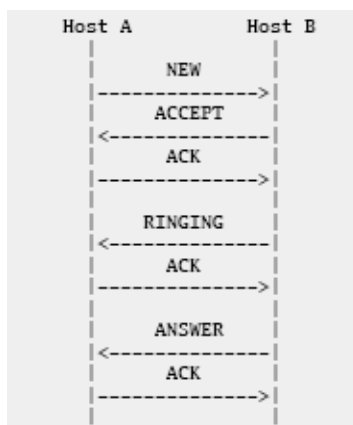 Host A Host B
NEW
ACCEPT
ACK
RINGING
ACK
ANSWER
ACK